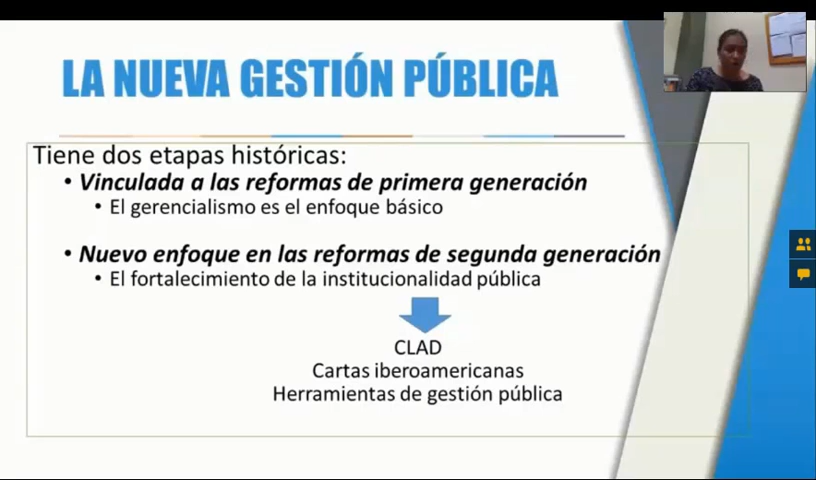 LA NUEVA GESTIÓN PÚBLICA
Tiene dos etapas históricas:
• Vinculada a las reformas de primera generación
• El gerencialismo es el enfoque básico
• Nuevo enfoque en las reformas de segunda generación
• El fortalecimiento de la institucionalidad pública
CLAD
Cartas iberoamericanas
Herramientas de gestión pública